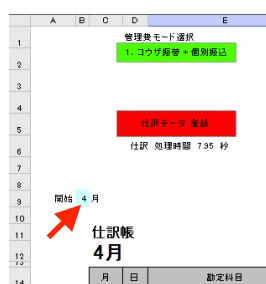 A B C D E
1 管理費モード選択
1. コウザ振替 + 個別振込
2
3
4
5 仕訳データ 登録
6 仕訳 処理時間 7.95 秒
7
8
9 開始 4 月
10
11 仕訳帳
12 4月
13
14 月 日 勘定科目